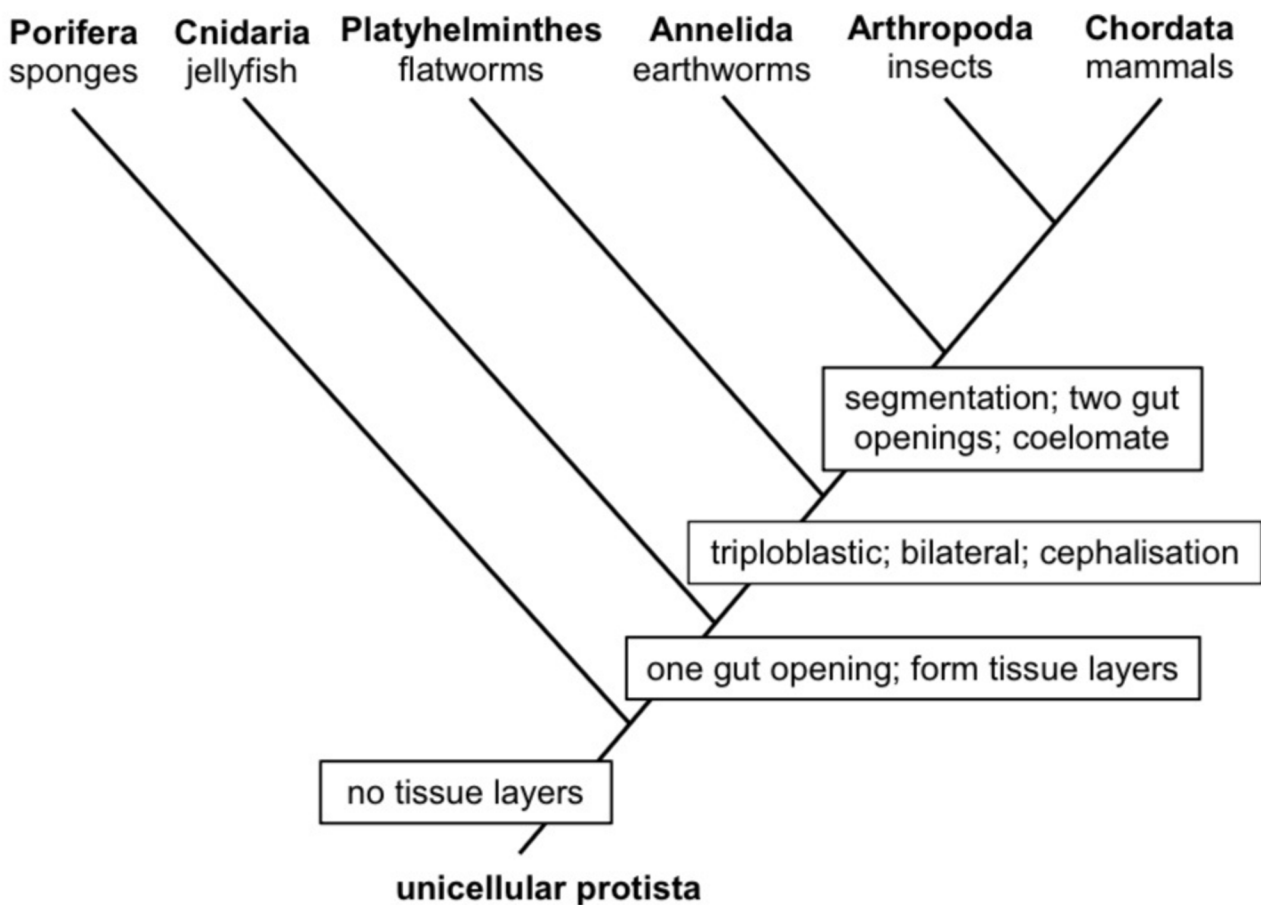 Porifera Cnidaria Platyhelminthes Annelida Arthropoda Chordata
sponges jellyfish flatworms earthworms insects mammals
segmentation; two gut
openings; coelomate
triploblastic; bilateral; cephalisation
one gut opening; form tissue layers
no tissue layers
unicellular protista